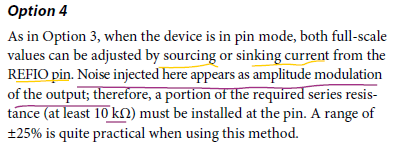 Option 4
As in Option 3, when the device is in pin mode, both full-scale
values can be adjusted by sourcing or sinking current from the
REFIO pin. Noise injected here appears as amplitude modulation
of the output; therefore, a portion of the required series resis-
tance (at least 10 kΩ) must be installed at the pin. A range of
±25% is quite practical when using this method.